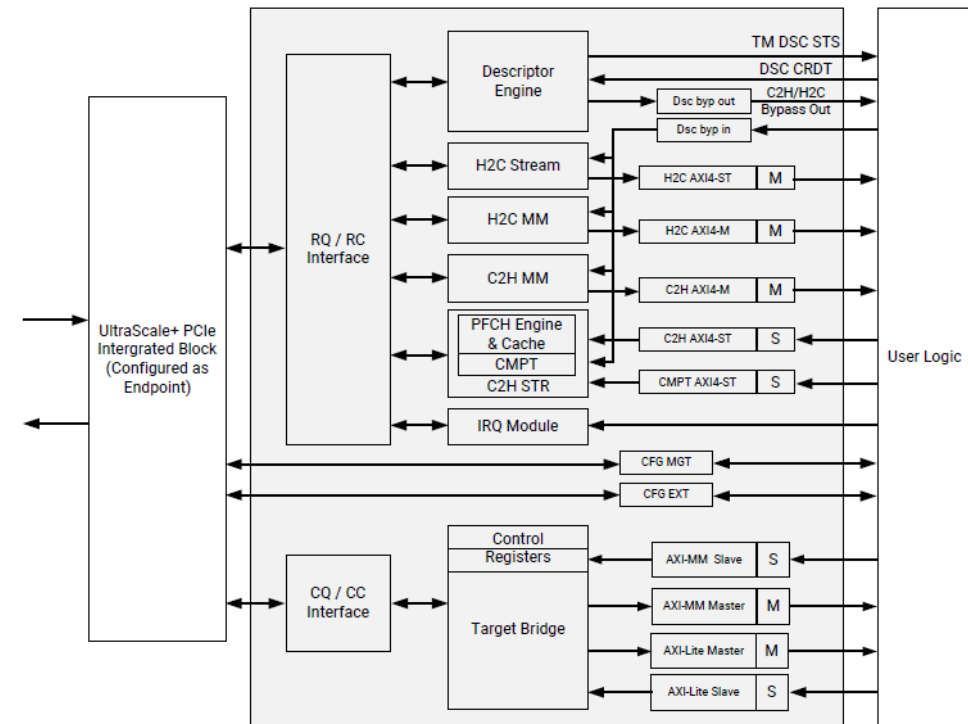 TM DSC STS
Descriptor
Engine
DSC CRDT
Dsc byp out
C2H/H2C
Bypass Out
Dsc byp in
H2C Stream
H2C AXI4-ST M
H2C MM
H2C AXI4-M M
RQ / RC
Interface
C2H MM
C2H AXI4-M M
UltraScale+ PCIe
Intergrated Block
(Configured as
Endpoint)
PFCH Engine
& Cache
CMPT
C2H STR
C2H AXI4-ST S
CMPT AXI4-ST S
User Logic
IRQ Module
CFG MGT
CFG EXT
Control
Registers
AXI-MM Slave S
CQ / CC
Interface
Target Bridge
AXI-MM Master M
AXI-Lite Master M
AXI-Lite Slave S